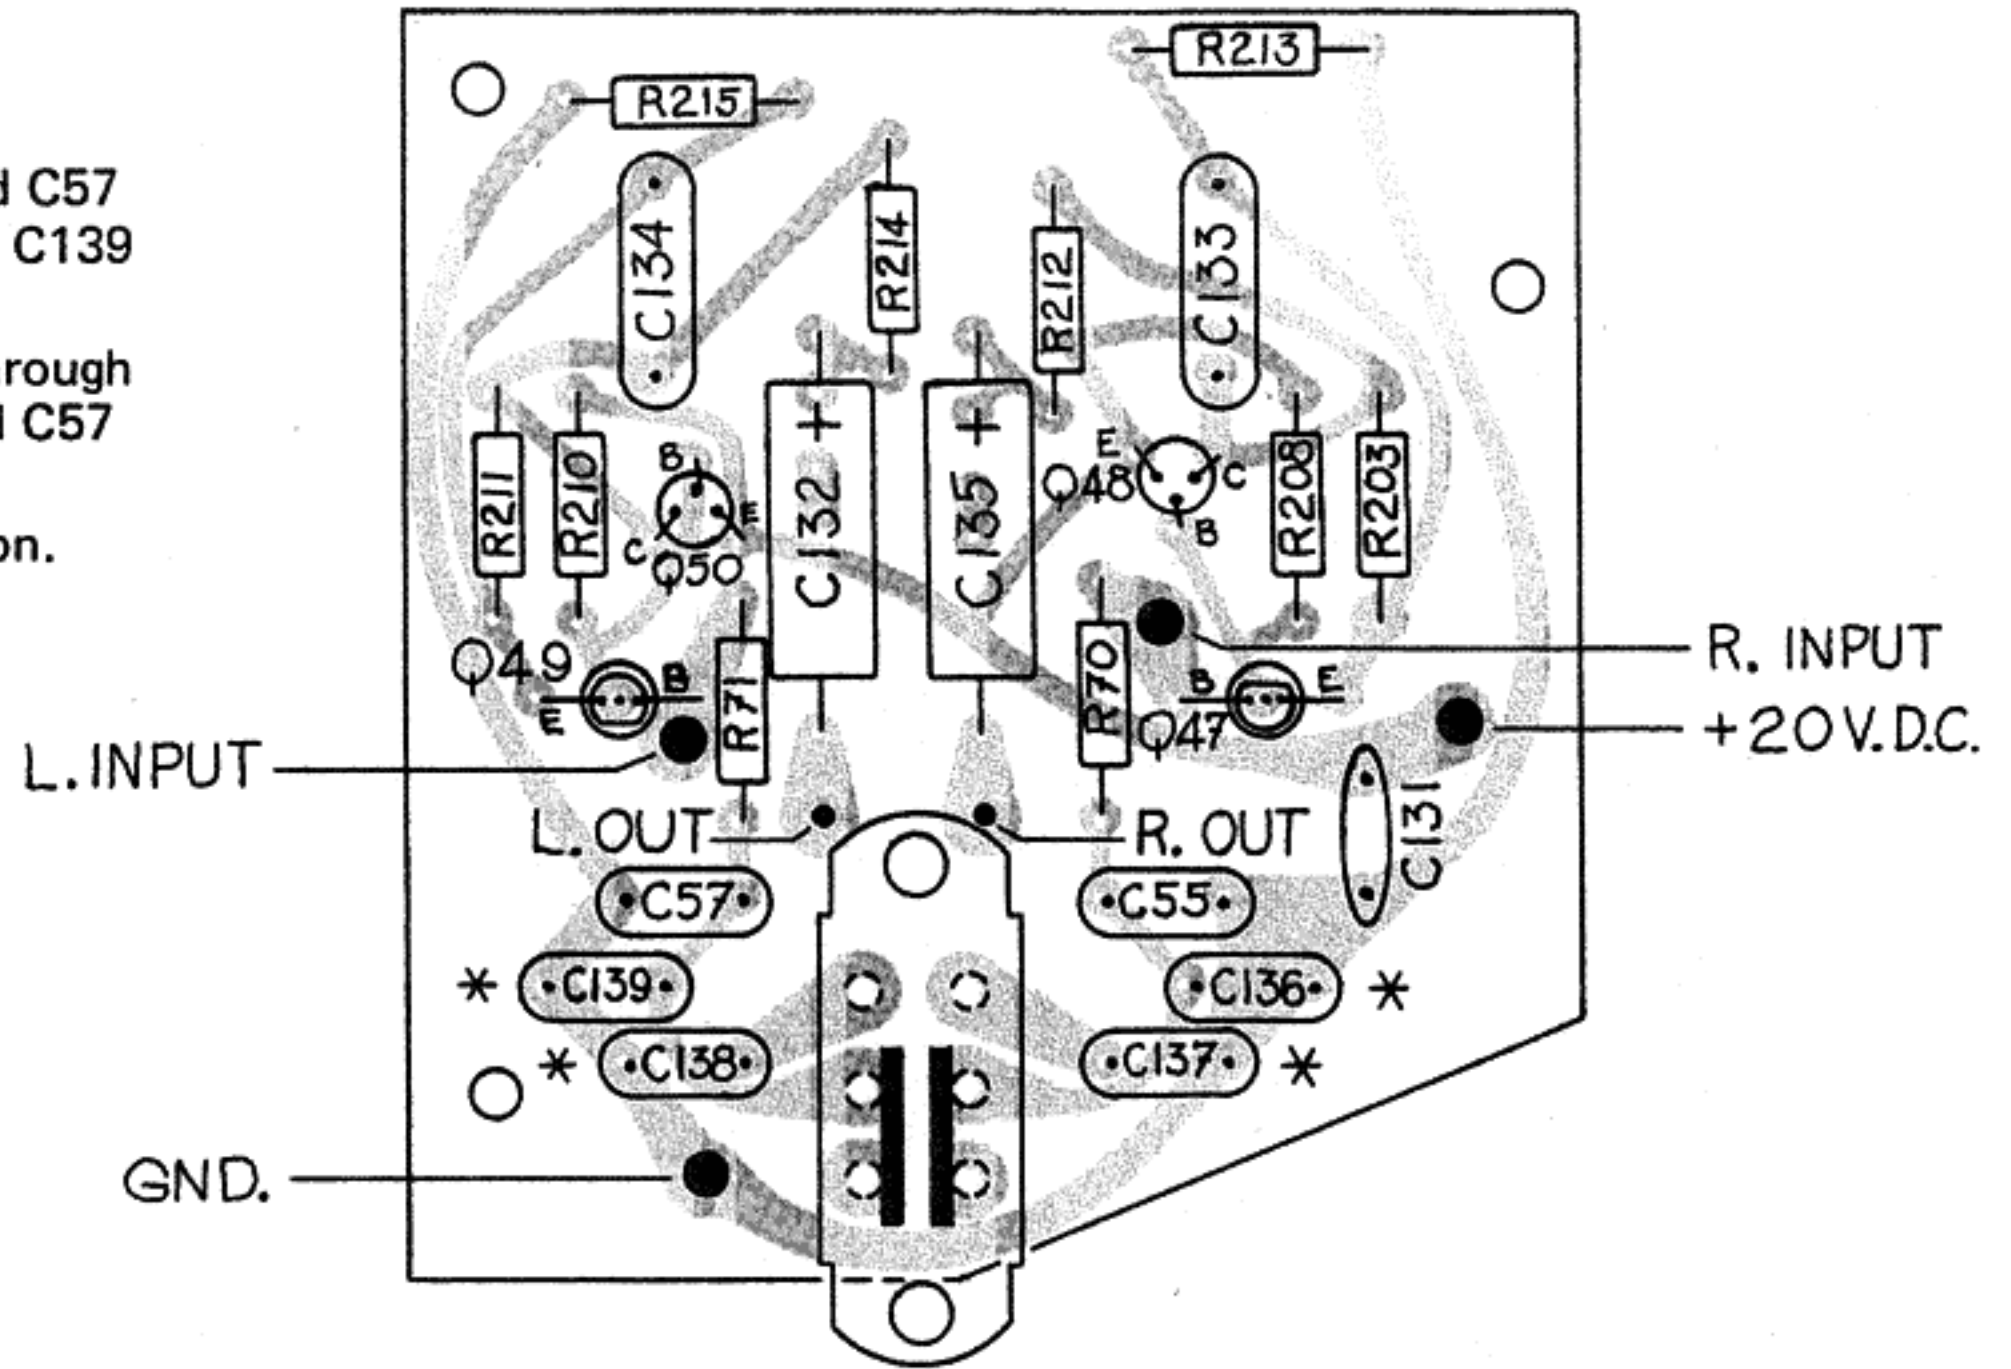 C57
C139
C57
on.
R213
R215
C134
R214
R212
C133
E
C
B
Q48
B
E
C
Q50
R211
R210
C132 +
C135 +
R208
R203
Q49
E
B
R71
R70
B
E
Q47
L. INPUT
R. INPUT
+20V.D.C.
L. OUT
R. OUT
C131
C57
C55
* C139
C136 *
* C138
C137 *
GND.